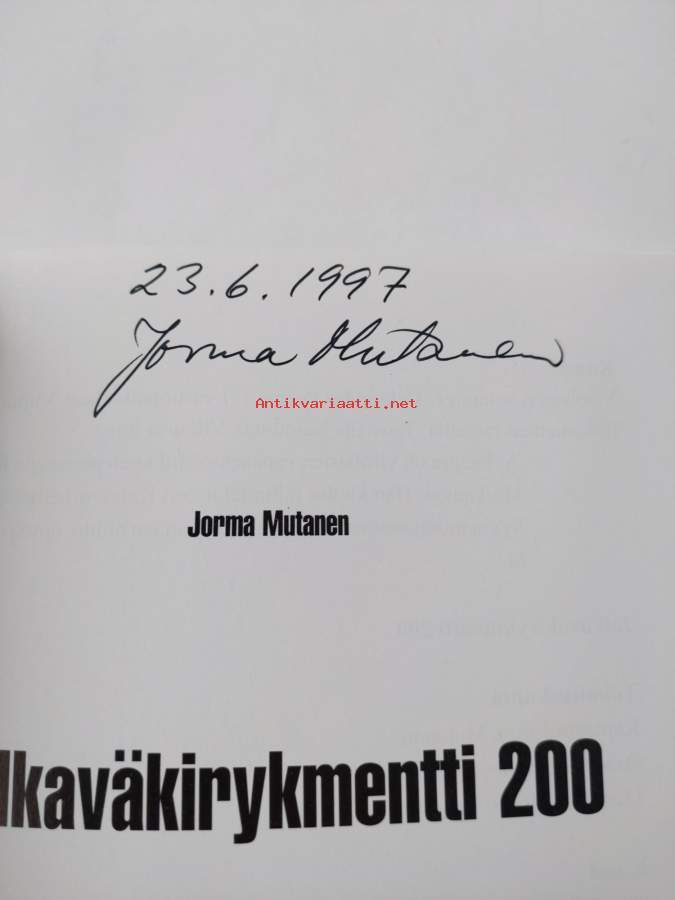 23.6.1997
Jorma Mutanen
Antikvariaatti.net
Jorma Mutanen
lkaväkirykmentti 200